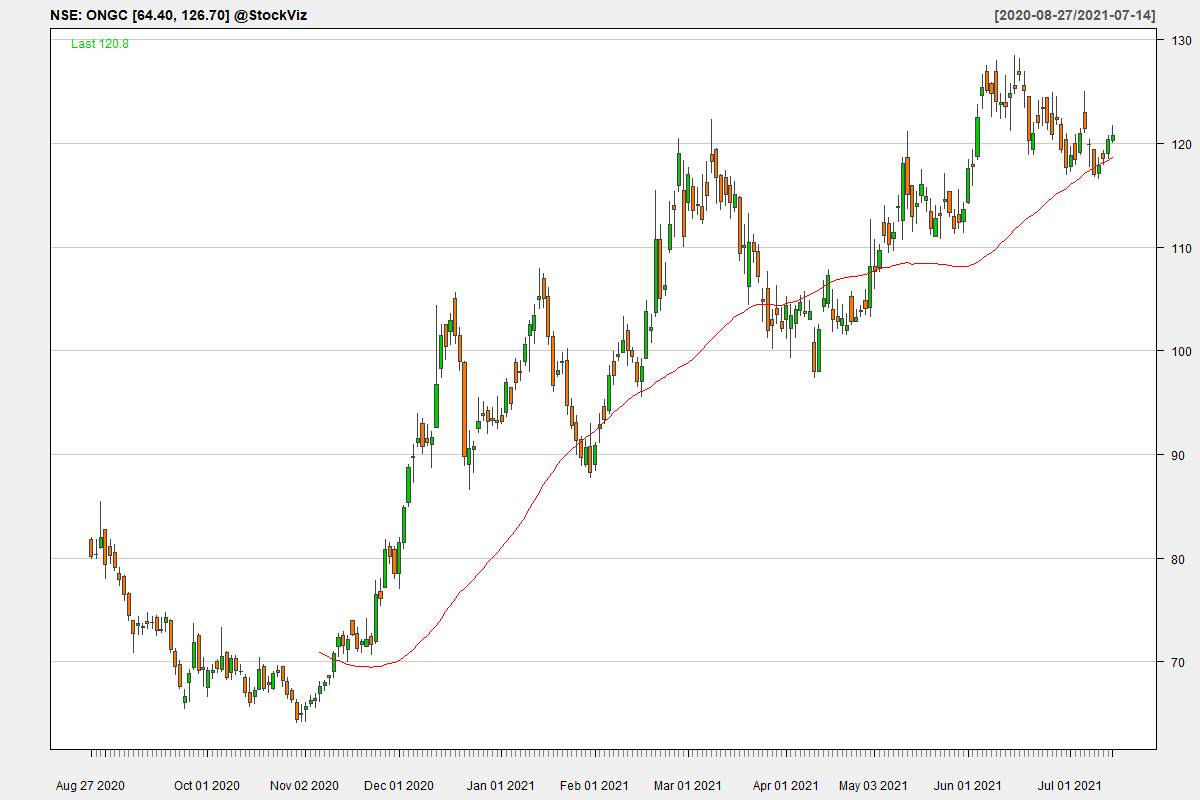 NSE: ONGC [64.40, 126.70] @StockViz [2020-08-27/2021-07-14]
Last 120.8
130
120
110
100
90
80
70
Aug 27 2020 Oct 01 2020 Nov 02 2020 Dec 01 2020 Jan 01 2021 Feb 01 2021 Mar 01 2021 Apr 01 2021 May 03 2021 Jun 01 2021 Jul 01 2021